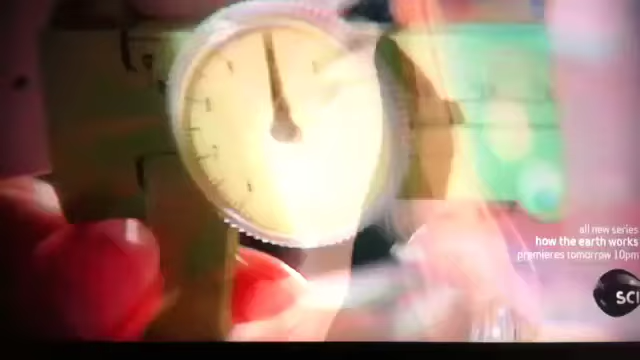 all new series
how the earth works
premieres tomorrow 10pm
SCI